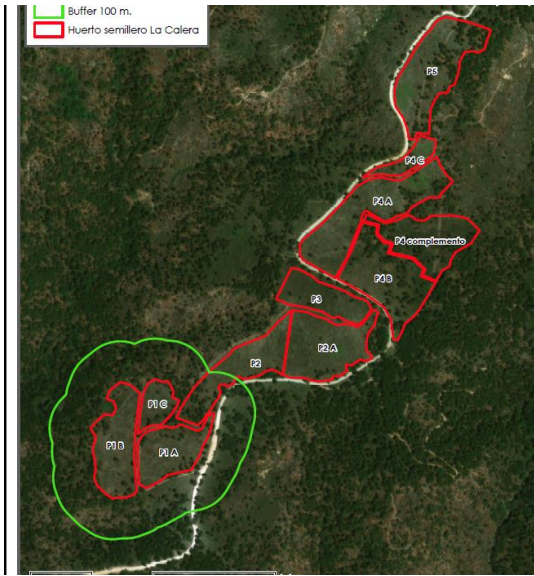 Buffer 100 m.
Huerto semillero La Calera
P5
P4 C
P4 A
P4 complemento
P4 B
P3
P2 A
P2
P1 C
P1 B
P1 A